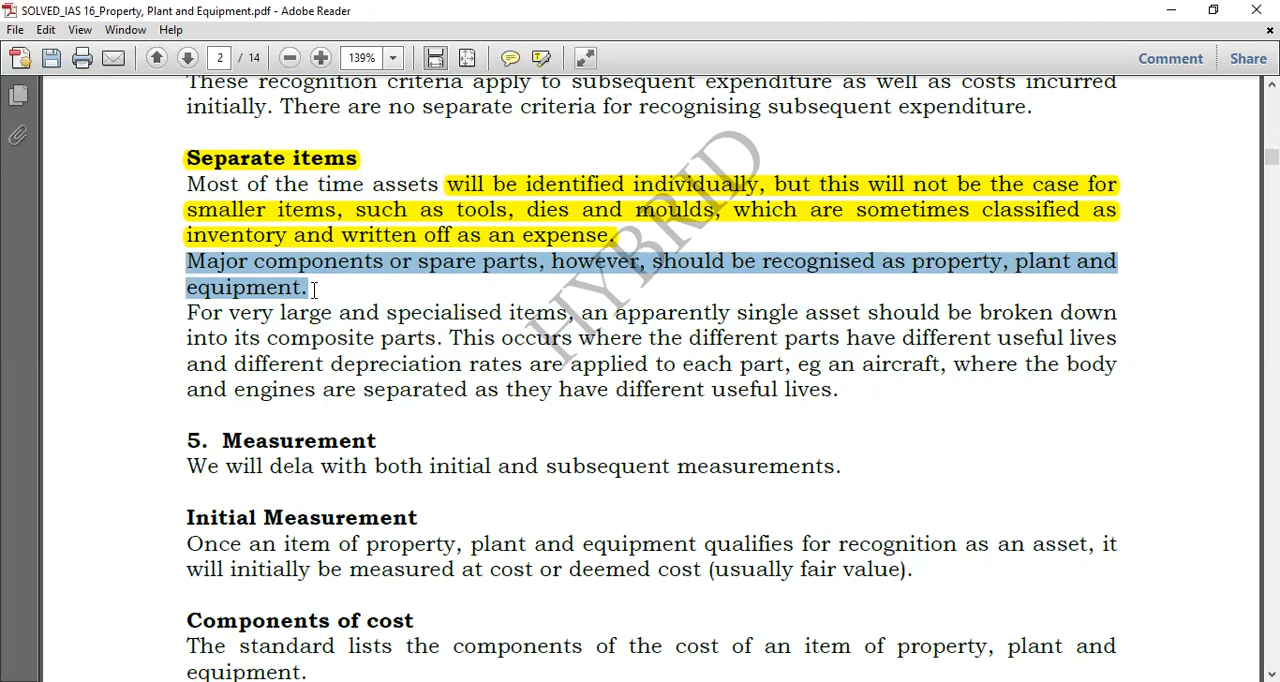 SOLVED_IAS 16_Property, Plant and Equipment.pdf - Adobe Reader
File Edit View Window Help
2 / 14 139% Comment Share
These recognition criteria apply to subsequent expenditure as well as costs incurred
initially. There are no separate criteria for recognising subsequent expenditure.
Separate items
Most of the time assets will be identified individually, but this will not be the case for
smaller items, such as tools, dies and moulds, which are sometimes classified as
inventory and written off as an expense.
Major components or spare parts, however, should be recognised as property, plant and
equipment.
For very large and specialised items, an apparently single asset should be broken down
into its composite parts. This occurs where the different parts have different useful lives
and different depreciation rates are applied to each part, eg an aircraft, where the body
and engines are separated as they have different useful lives.
HYBRID
5. Measurement
We will dela with both initial and subsequent measurements.
Initial Measurement
Once an item of property, plant and equipment qualifies for recognition as an asset, it
will initially be measured at cost or deemed cost (usually fair value).
Components of cost
The standard lists the components of the cost of an item of property, plant and
equipment.